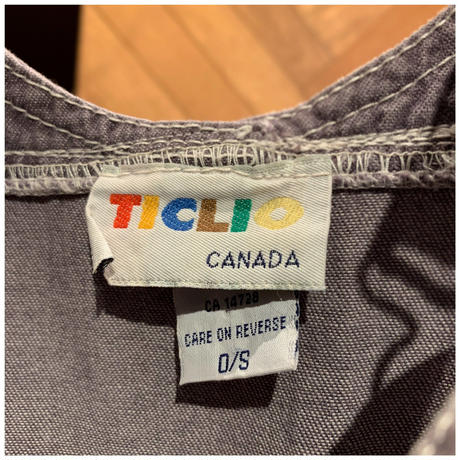 TICLIO
CANADA
CA 14728
CARE ON REVERSE
O/S